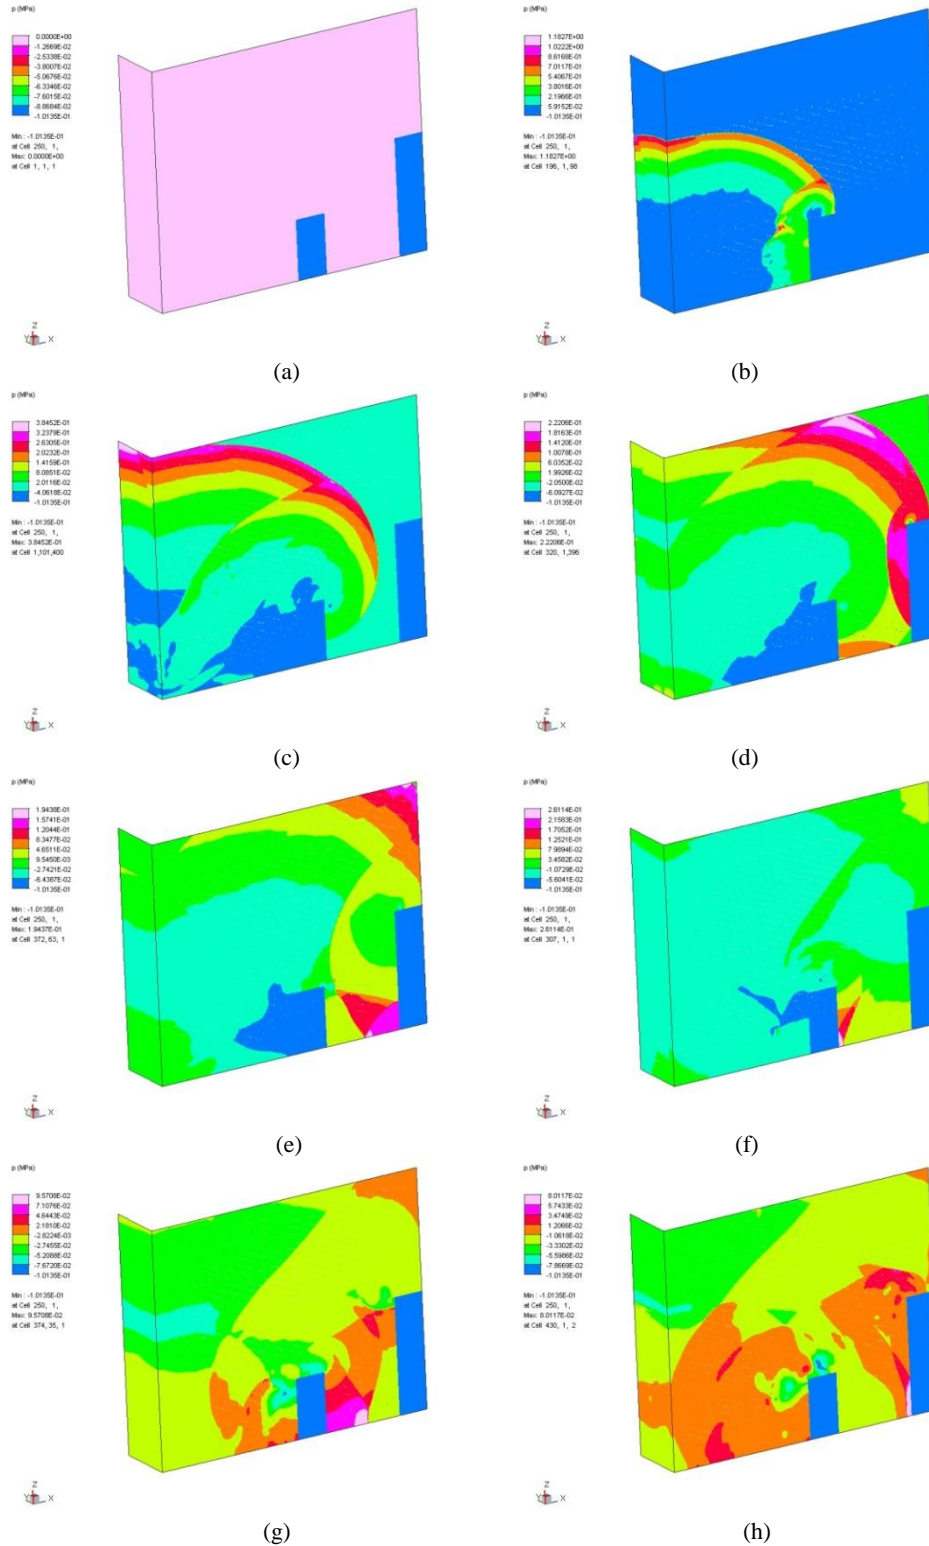 p (MPa)
0.0000E+00
-1.2669E-02
-2.5338E-02
-3.8007E-02
-5.0676E-02
-6.3346E-02
-7.6015E-02
-8.8684E-02
-1.0135E-01
Min : -1.0135E-01
at Cell 250, 1,
Max: 0.0000E+00
at Cell 1, 1, 1
Z
Y X
(a)
p (MPa)
1.1827E+00
1.0222E+00
8.6168E-01
7.0117E-01
5.4067E-01
3.8016E-01
2.1966E-01
5.9152E-02
-1.0135E-01
Min : -1.0135E-01
at Cell 250, 1,
Max: 1.1827E+00
at Cell 196, 1, 98
Z
Y X
(b)
p (MPa)
3.8452E-01
3.2379E-01
2.6305E-01
2.0232E-01
1.4159E-01
8.0851E-02
2.0116E-02
-4.0618E-02
-1.0135E-01
Min : -1.0135E-01
at Cell 250, 1,
Max: 3.8452E-01
at Cell 1,101,400
Z
Y X
(c)
p (MPa)
2.2206E-01
1.8163E-01
1.4120E-01
1.0078E-01
6.0352E-02
1.9926E-02
-2.0500E-02
-6.0927E-02
-1.0135E-01
Min : -1.0135E-01
at Cell 250, 1,
Max: 2.2206E-01
at Cell 320, 1,396
Z
Y X
(d)
p (MPa)
1.9438E-01
1.5741E-01
1.2044E-01
8.3477E-02
4.6511E-02
9.5450E-03
-2.7421E-02
-6.4387E-02
-1.0135E-01
Min : -1.0135E-01
at Cell 250, 1,
Max: 1.9437E-01
at Cell 372, 63, 1
Z
Y X
(e)
p (MPa)
2.6114E-01
2.1583E-01
1.7052E-01
1.2521E-01
7.9894E-02
3.4582E-02
-1.0729E-02
-5.6041E-02
-1.0135E-01
Min : -1.0135E-01
at Cell 250, 1,
Max: 2.6114E-01
at Cell 307, 1, 1
Z
Y X
(f)
p (MPa)
9.5708E-02
7.1076E-02
4.6443E-02
2.1810E-02
-2.8224E-03
-2.7455E-02
-5.2088E-02
-7.6720E-02
-1.0135E-01
Min : -1.0135E-01
at Cell 250, 1,
Max: 9.5708E-02
at Cell 374, 35, 1
Z
Y X
(g)
p (MPa)
8.0117E-02
5.7433E-02
3.4749E-02
1.2066E-02
-1.0618E-02
-3.3302E-02
-5.5986E-02
-7.8669E-02
-1.0135E-01
Min : -1.0135E-01
at Cell 250, 1,
Max: 8.0117E-02
at Cell 430, 1, 2
Z
Y X
(h)